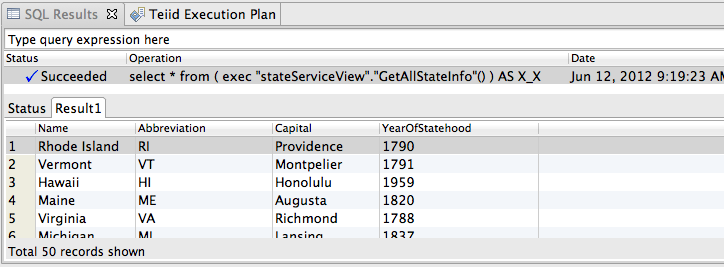 SQL Results Teiid Execution Plan
Type query expression here
Status Operation Date
Succeeded select * from ( exec "stateServiceView"."GetAllStateInfo"() ) AS X_X Jun 12, 2012 9:19:23 AM
Status Result1
Name Abbreviation Capital YearOfStatehood
1 Rhode Island RI Providence 1790
2 Vermont VT Montpelier 1791
3 Hawaii HI Honolulu 1959
4 Maine ME Augusta 1820
5 Virginia VA Richmond 1788
6 Michigan MI Lansing 1837
Total 50 records shown